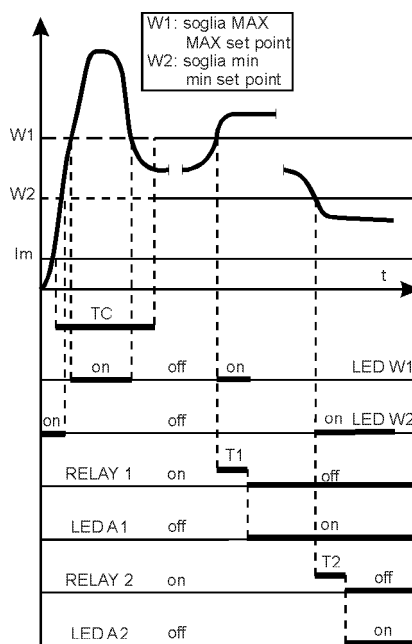 W1: soglia MAX
MAX set point
W2: soglia min
min set point
W1
W2
Im
t
TC
on off on LED W1
on off on LED W2
T1
RELAY 1 on off
LED A1 off on
T2
RELAY 2 on off
LED A2 off on